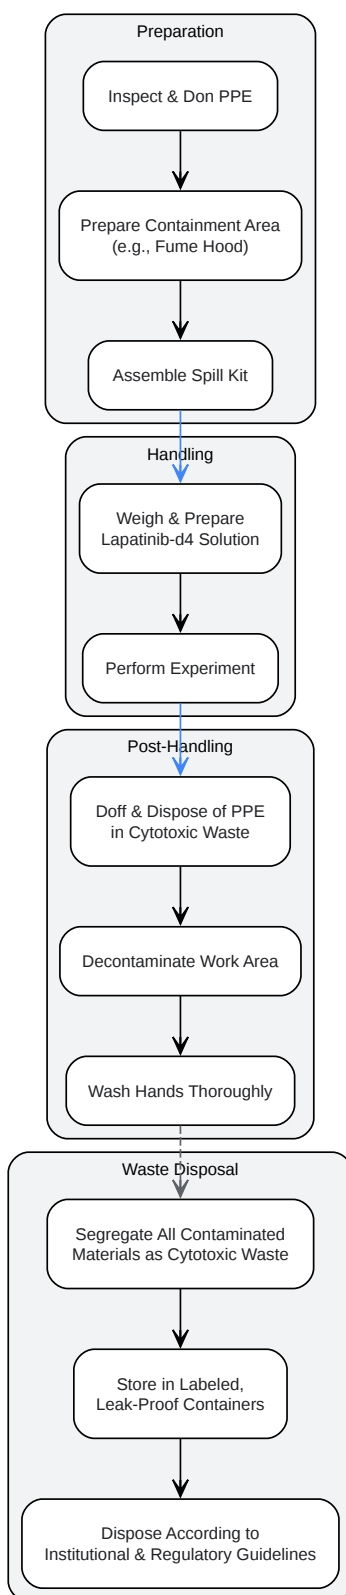 Preparation
Inspect & Don PPE
Prepare Containment Area
(e.g., Fume Hood)
Assemble Spill Kit
Handling
Weigh & Prepare
Lapatinib-d4 Solution
Perform Experiment
Post-Handling
Doff & Dispose of PPE
in Cytotoxic Waste
Decontaminate Work Area
Wash Hands Thoroughly
Waste Disposal
Segregate All Contaminated
Materials as Cytotoxic Waste
Store in Labeled,
Leak-Proof Containers
Dispose According to
Institutional & Regulatory Guidelines